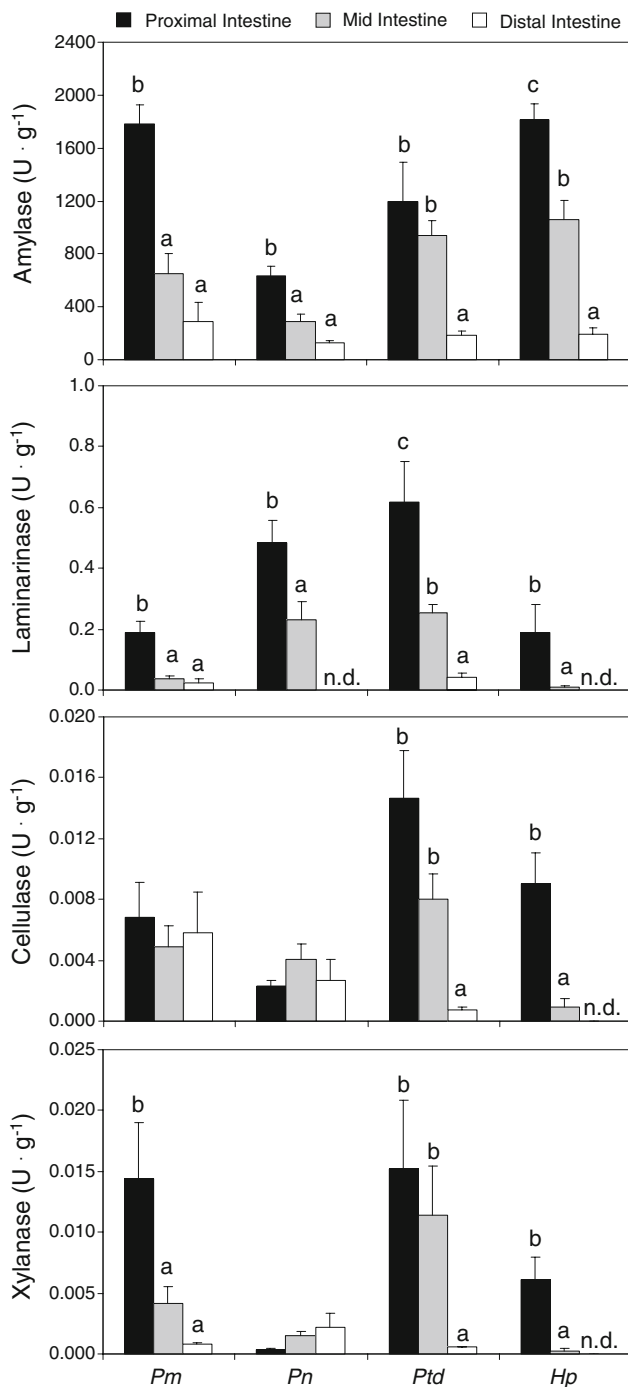 Proximal Intestine Mid Intestine Distal Intestine
Amylase (U · g-1)
2400
2000
1600
1200
800
400
0
b a a b a a b b a c b a
Laminarinase (U · g-1)
1.0
0.8
0.6
0.4
0.2
0.0
b a a b a n.d. c b a b a n.d.
Cellulase (U · g-1)
0.020
0.016
0.012
0.008
0.004
0.000
b b a b a n.d.
Xylanase (U · g-1)
0.025
0.020
0.015
0.010
0.005
0.000
b a a b b a b a n.d.
Pm Pn Ptd Hp